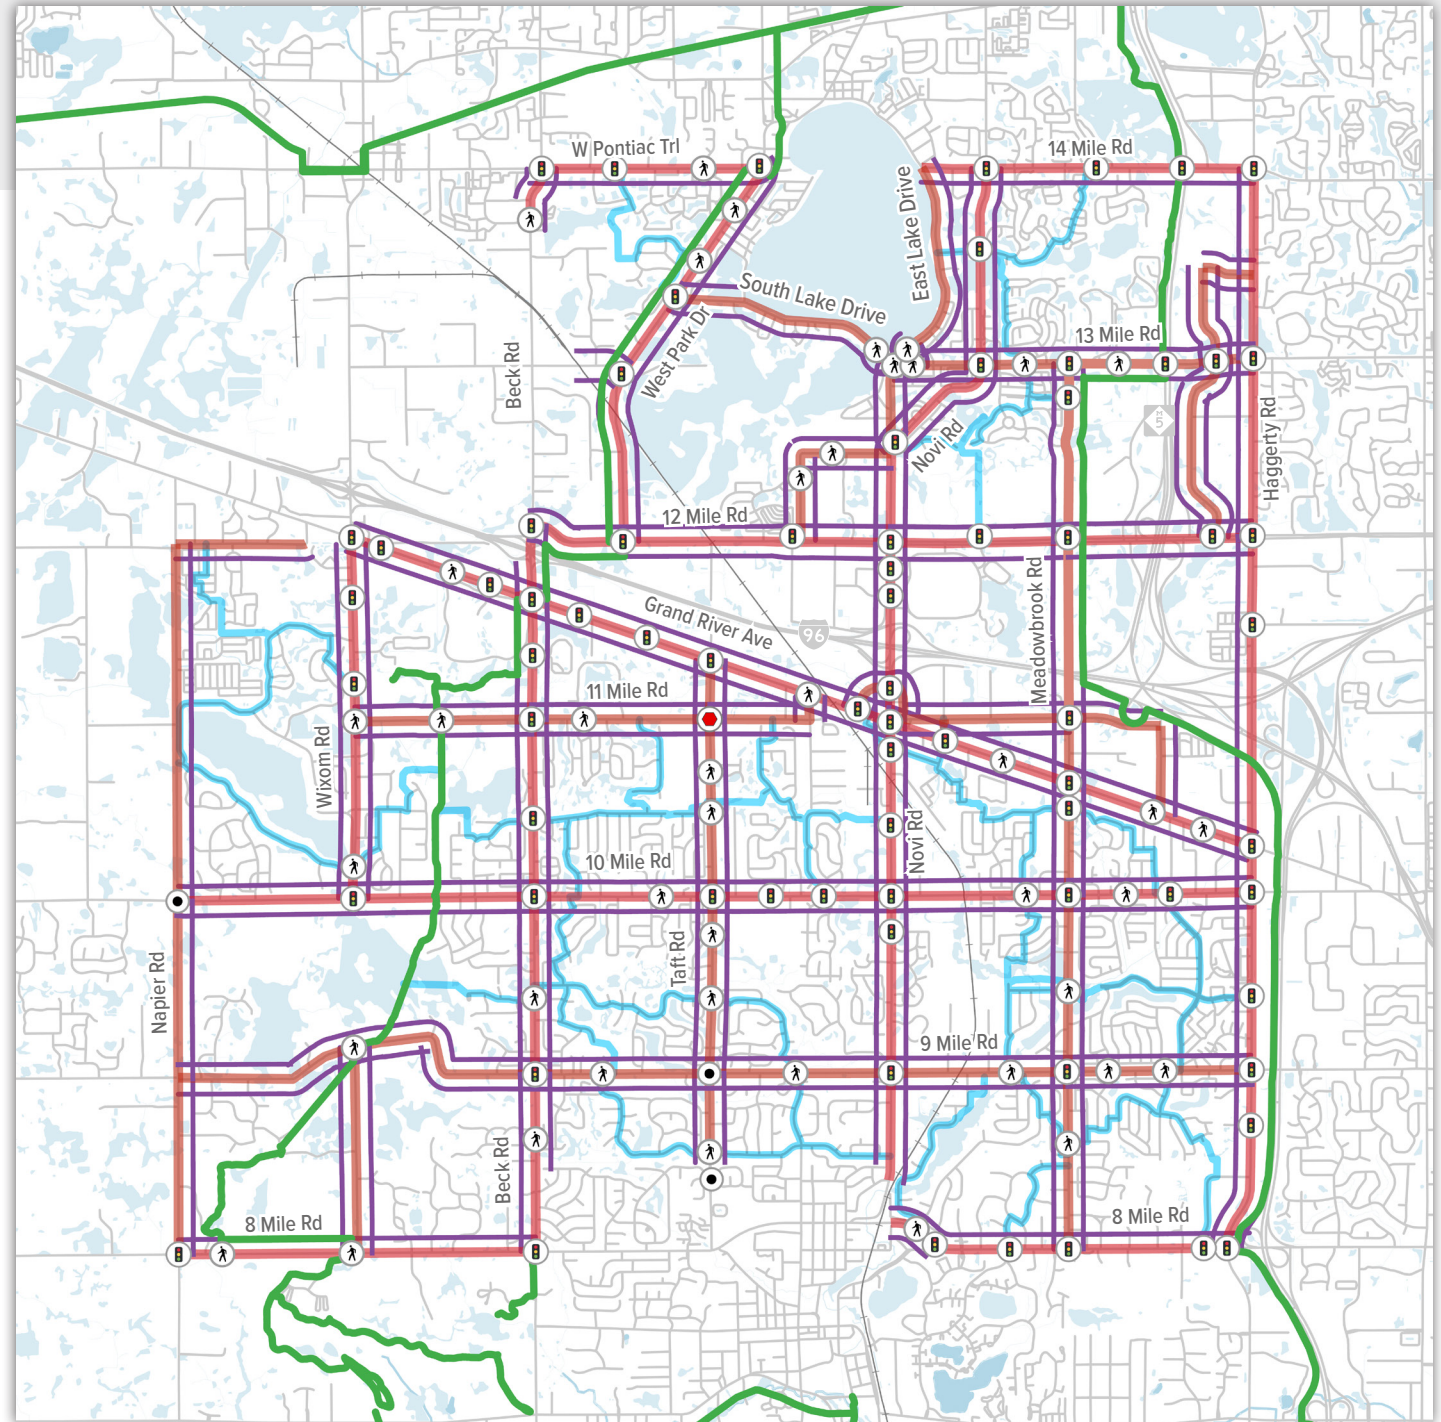 W Pontiac Trl
14 Mile Rd
East Lake Drive
South Lake Drive
13 Mile Rd
West Park Dr
Beck Rd
5
Haggerty Rd
Novi Rd
12 Mile Rd
Meadowbrook Rd
Grand River Ave
96
11 Mile Rd
Wixom Rd
10 Mile Rd
Novi Rd
Taft Rd
Napier Rd
9 Mile Rd
Beck Rd
8 Mile Rd
8 Mile Rd